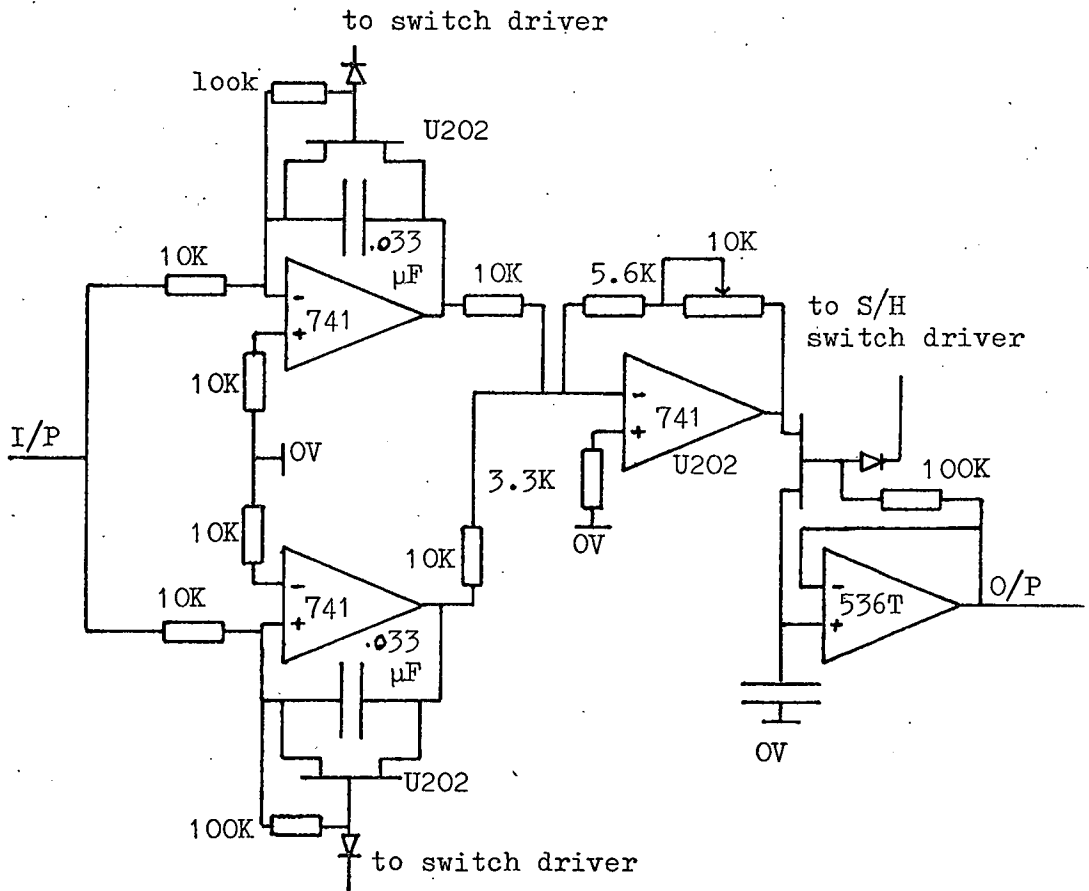 to switch driver
look
U202
.033
µF
10K
-
741
+
10K
10K
5.6K
10K
to S/H
switch driver
-
741
+
U202
3.3K
0V
100K
I/P
0V
10K
10K
-
741
+
10K
.033
µF
-
536T
+
O/P
0V
U202
100K
to switch driver